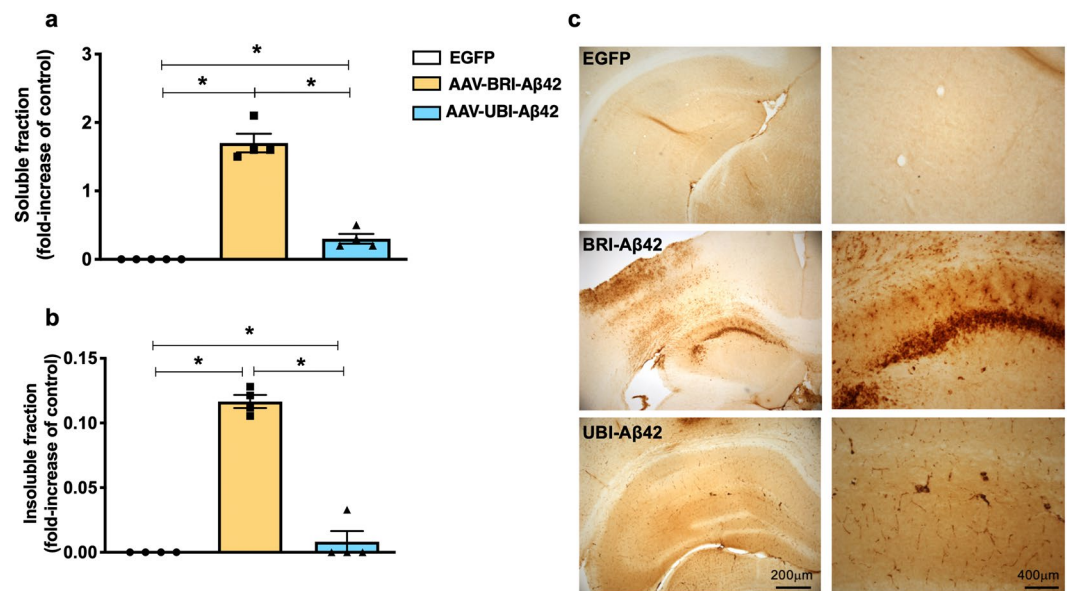 a
3
2
1
0
Soluble fraction
(fold-increase of control)
*
*
*
EGFP
AAV-BRI-Aβ42
AAV-UBI-Aβ42
b
0.15
0.10
0.05
0.00
Insoluble fraction
(fold-increase of control)
*
*
*
c
EGFP
BRI-Aβ42
UBI-Aβ42
200μm
400μm